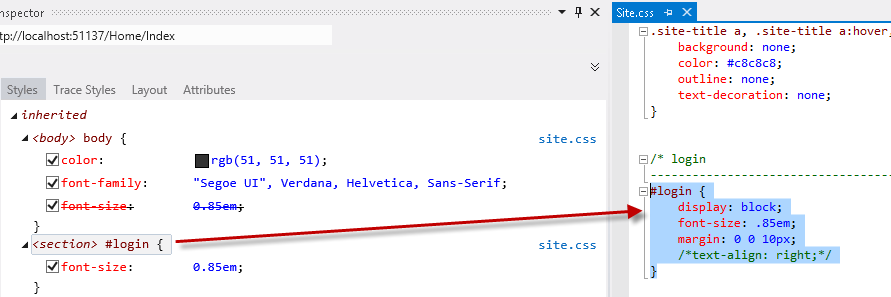 nspector
tp://localhost:51137/Home/Index
Styles Trace Styles Layout Attributes
inherited
<body> body { site.css
color: rgb(51, 51, 51);
font-family: "Segoe UI", Verdana, Helvetica, Sans-Serif;
font-size: 0.85em;
}
<section> #login { site.css
font-size: 0.85em;
}
Site.css
.site-title a, .site-title a:hover,
background: none;
color: #c8c8c8;
outline: none;
text-decoration: none;
}
/* login
----------------------------------------
#login {
display: block;
font-size: .85em;
margin: 0 0 10px;
/*text-align: right;*/
}